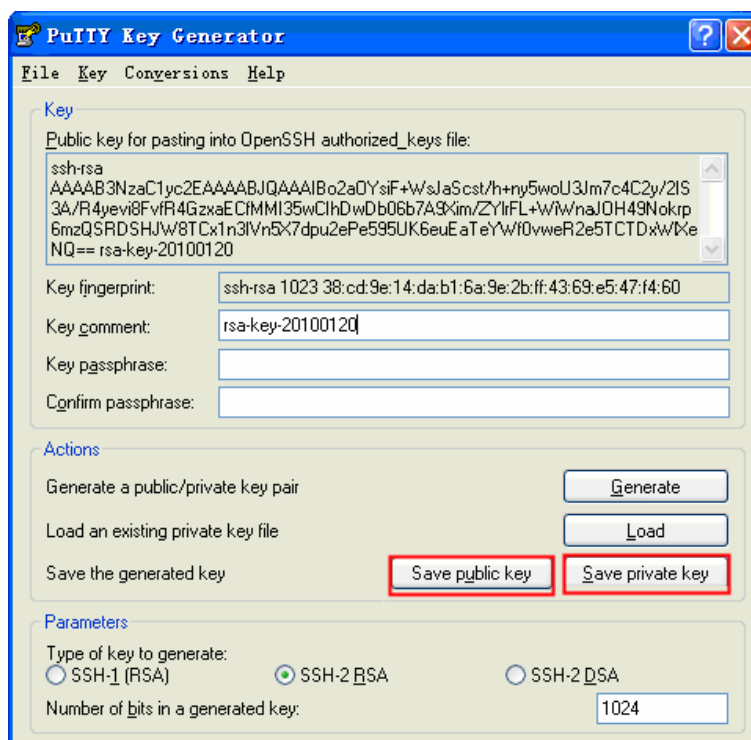 PuTTY Key Generator
File Key Conversions Help
Key
Public key for pasting into OpenSSH authorized_keys file:
ssh-rsa
AAAAB3NzaC1yc2EAAAABJQAAAIBo2aOYsiF+WsJaScst/h+ny5woU3Jm7c4C2y/2IS
3A/R4yevi8FvfR4GzxaECfMMI35wClhDwDb06b7A9Xim/ZYlrFL+WiWnaJOH49Nokrp
6mzQSRDSHJW8TCx1n3lVn5X7dpu2ePe595UK6euEaTeYWf0vweR2e5TCTDxWlXe
NQ== rsa-key-20100120
Key fingerprint: ssh-rsa 1023 38:cd:9e:14:da:b1:6a:9e:2b:ff:43:69:e5:47:f4:60
Key comment: rsa-key-20100120
Key passphrase:
Confirm passphrase:
Actions
Generate a public/private key pair Generate
Load an existing private key file Load
Save the generated key Save public key Save private key
Parameters
Type of key to generate:
SSH-1 (RSA) SSH-2 RSA SSH-2 DSA
Number of bits in a generated key: 1024